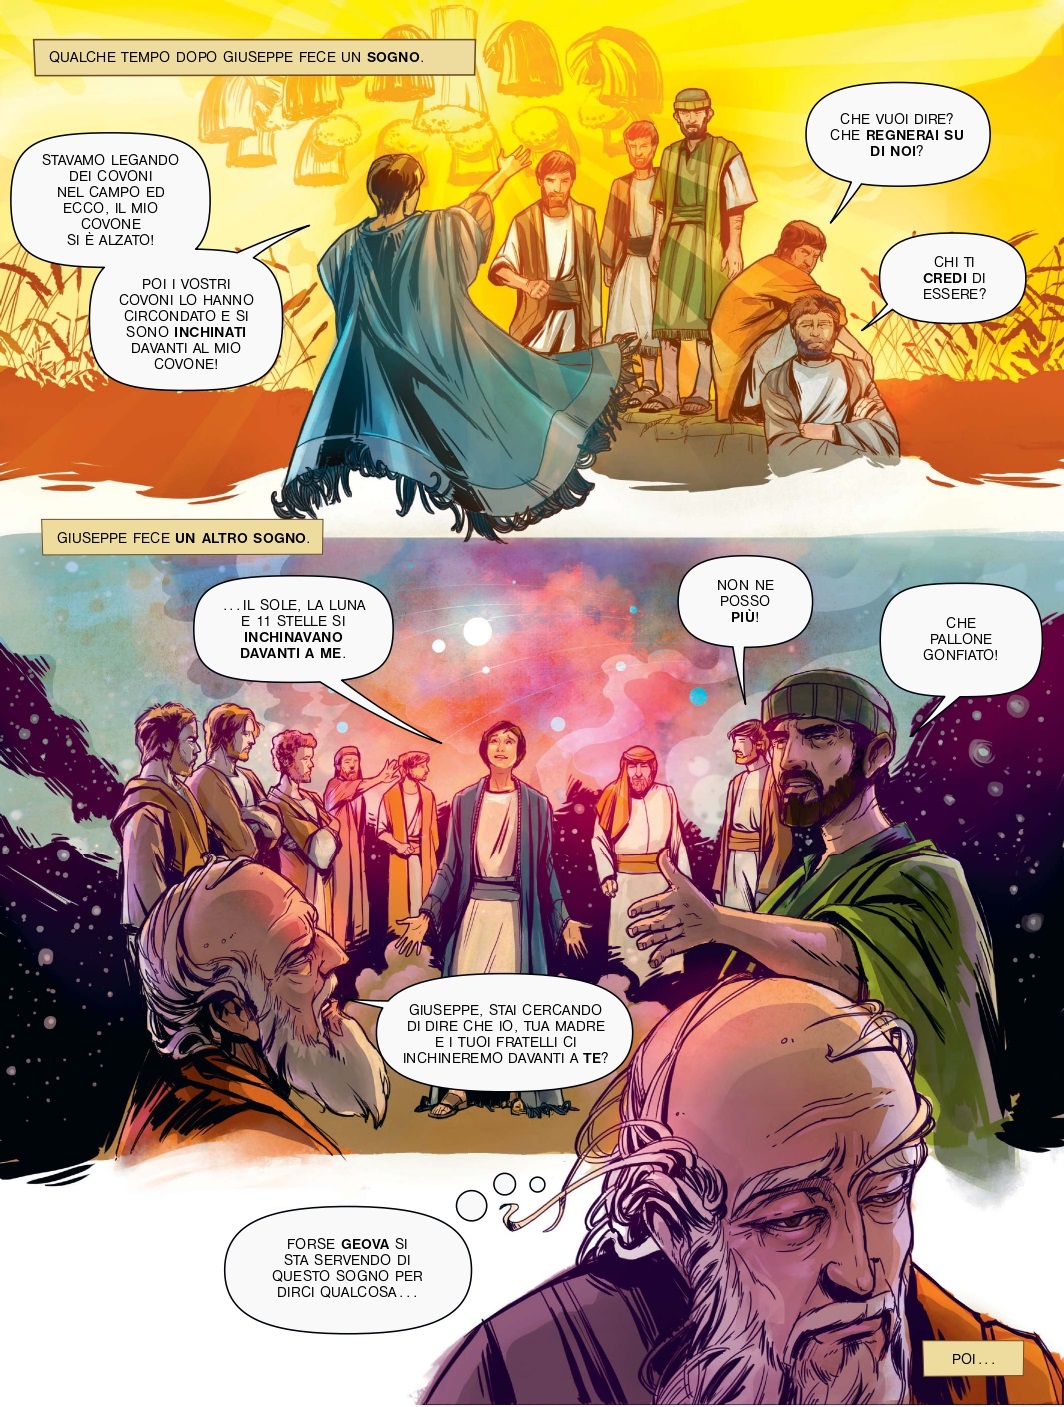 QUALCHE TEMPO DOPO GIUSEPPE FECE UN SOGNO.
STAVAMO LEGANDO
DEI COVONI
NEL CAMPO ED
ECCO, IL MIO
COVONE
SI È ALZATO!
POI I VOSTRI
COVONI LO HANNO
CIRCONDATO E SI
SONO INCHINATI
DAVANTI AL MIO
COVONE!
CHE VUOI DIRE?
CHE REGNERAI SU
DI NOI?
CHI TI
CREDI DI
ESSERE?
GIUSEPPE FECE UN ALTRO SOGNO.
...IL SOLE, LA LUNA
E 11 STELLE SI
INCHINAVANO
DAVANTI A ME.
NON NE
POSSO
PIÙ!
CHE
PALLONE
GONFIATO!
GIUSEPPE, STAI CERCANDO
DI DIRE CHE IO, TUA MADRE
E I TUOI FRATELLI CI
INCHINEREMO DAVANTI A TE?
FORSE GEOVA SI
STA SERVENDO DI
QUESTO SOGNO PER
DIRCI QUALCOSA...
POI...